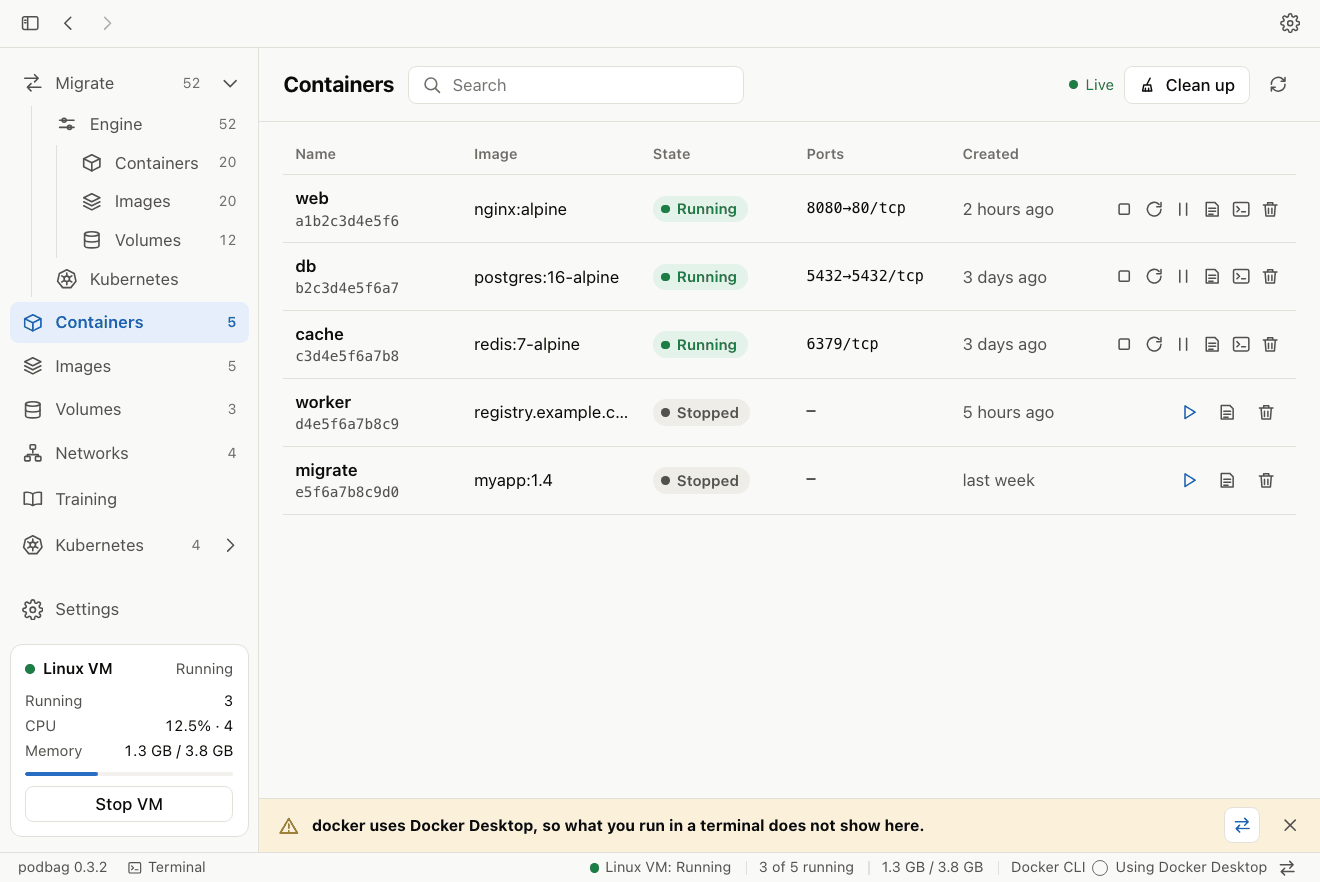 Migrate 52
Engine 52
Containers 20
Images 20
Volumes 12
Kubernetes
Containers 5
Images 5
Volumes 3
Networks 4
Training
Kubernetes 4
Settings
Linux VM Running
Running 3
CPU 12.5% · 4
Memory 1.3 GB / 3.8 GB
Stop VM
Containers Search Live Clean up
Name Image State Ports Created
web
a1b2c3d4e5f6
nginx:alpine Running 8080→80/tcp 2 hours ago
db
b2c3d4e5f6a7
postgres:16-alpine Running 5432→5432/tcp 3 days ago
cache
c3d4e5f6a7b8
redis:7-alpine Running 6379/tcp 3 days ago
worker
d4e5f6a7b8c9
registry.example.c... Stopped – 5 hours ago
migrate
e5f6a7b8c9d0
myapp:1.4 Stopped – last week
docker uses Docker Desktop, so what you run in a terminal does not show here.
podbag 0.3.2 Terminal Linux VM: Running 3 of 5 running 1.3 GB / 3.8 GB Docker CLI Using Docker Desktop